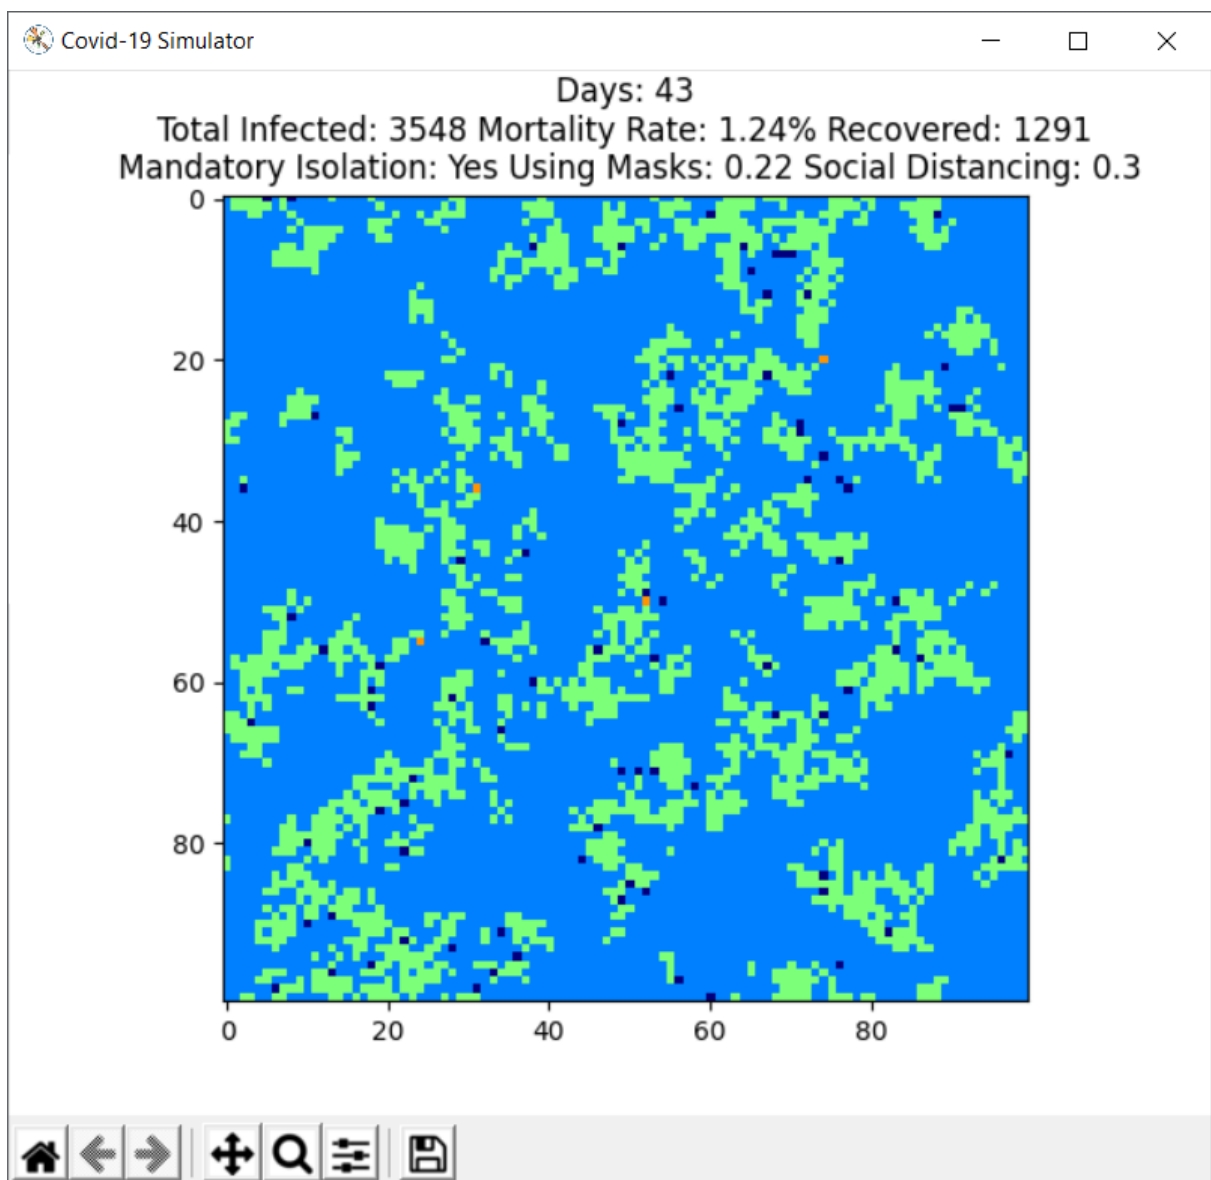 Covid-19 Simulator
Days: 43
Total Infected: 3548 Mortality Rate: 1.24% Recovered: 1291
Mandatory Isolation: Yes Using Masks: 0.22 Social Distancing: 0.3
0
20
40
60
80
0 20 40 60 80